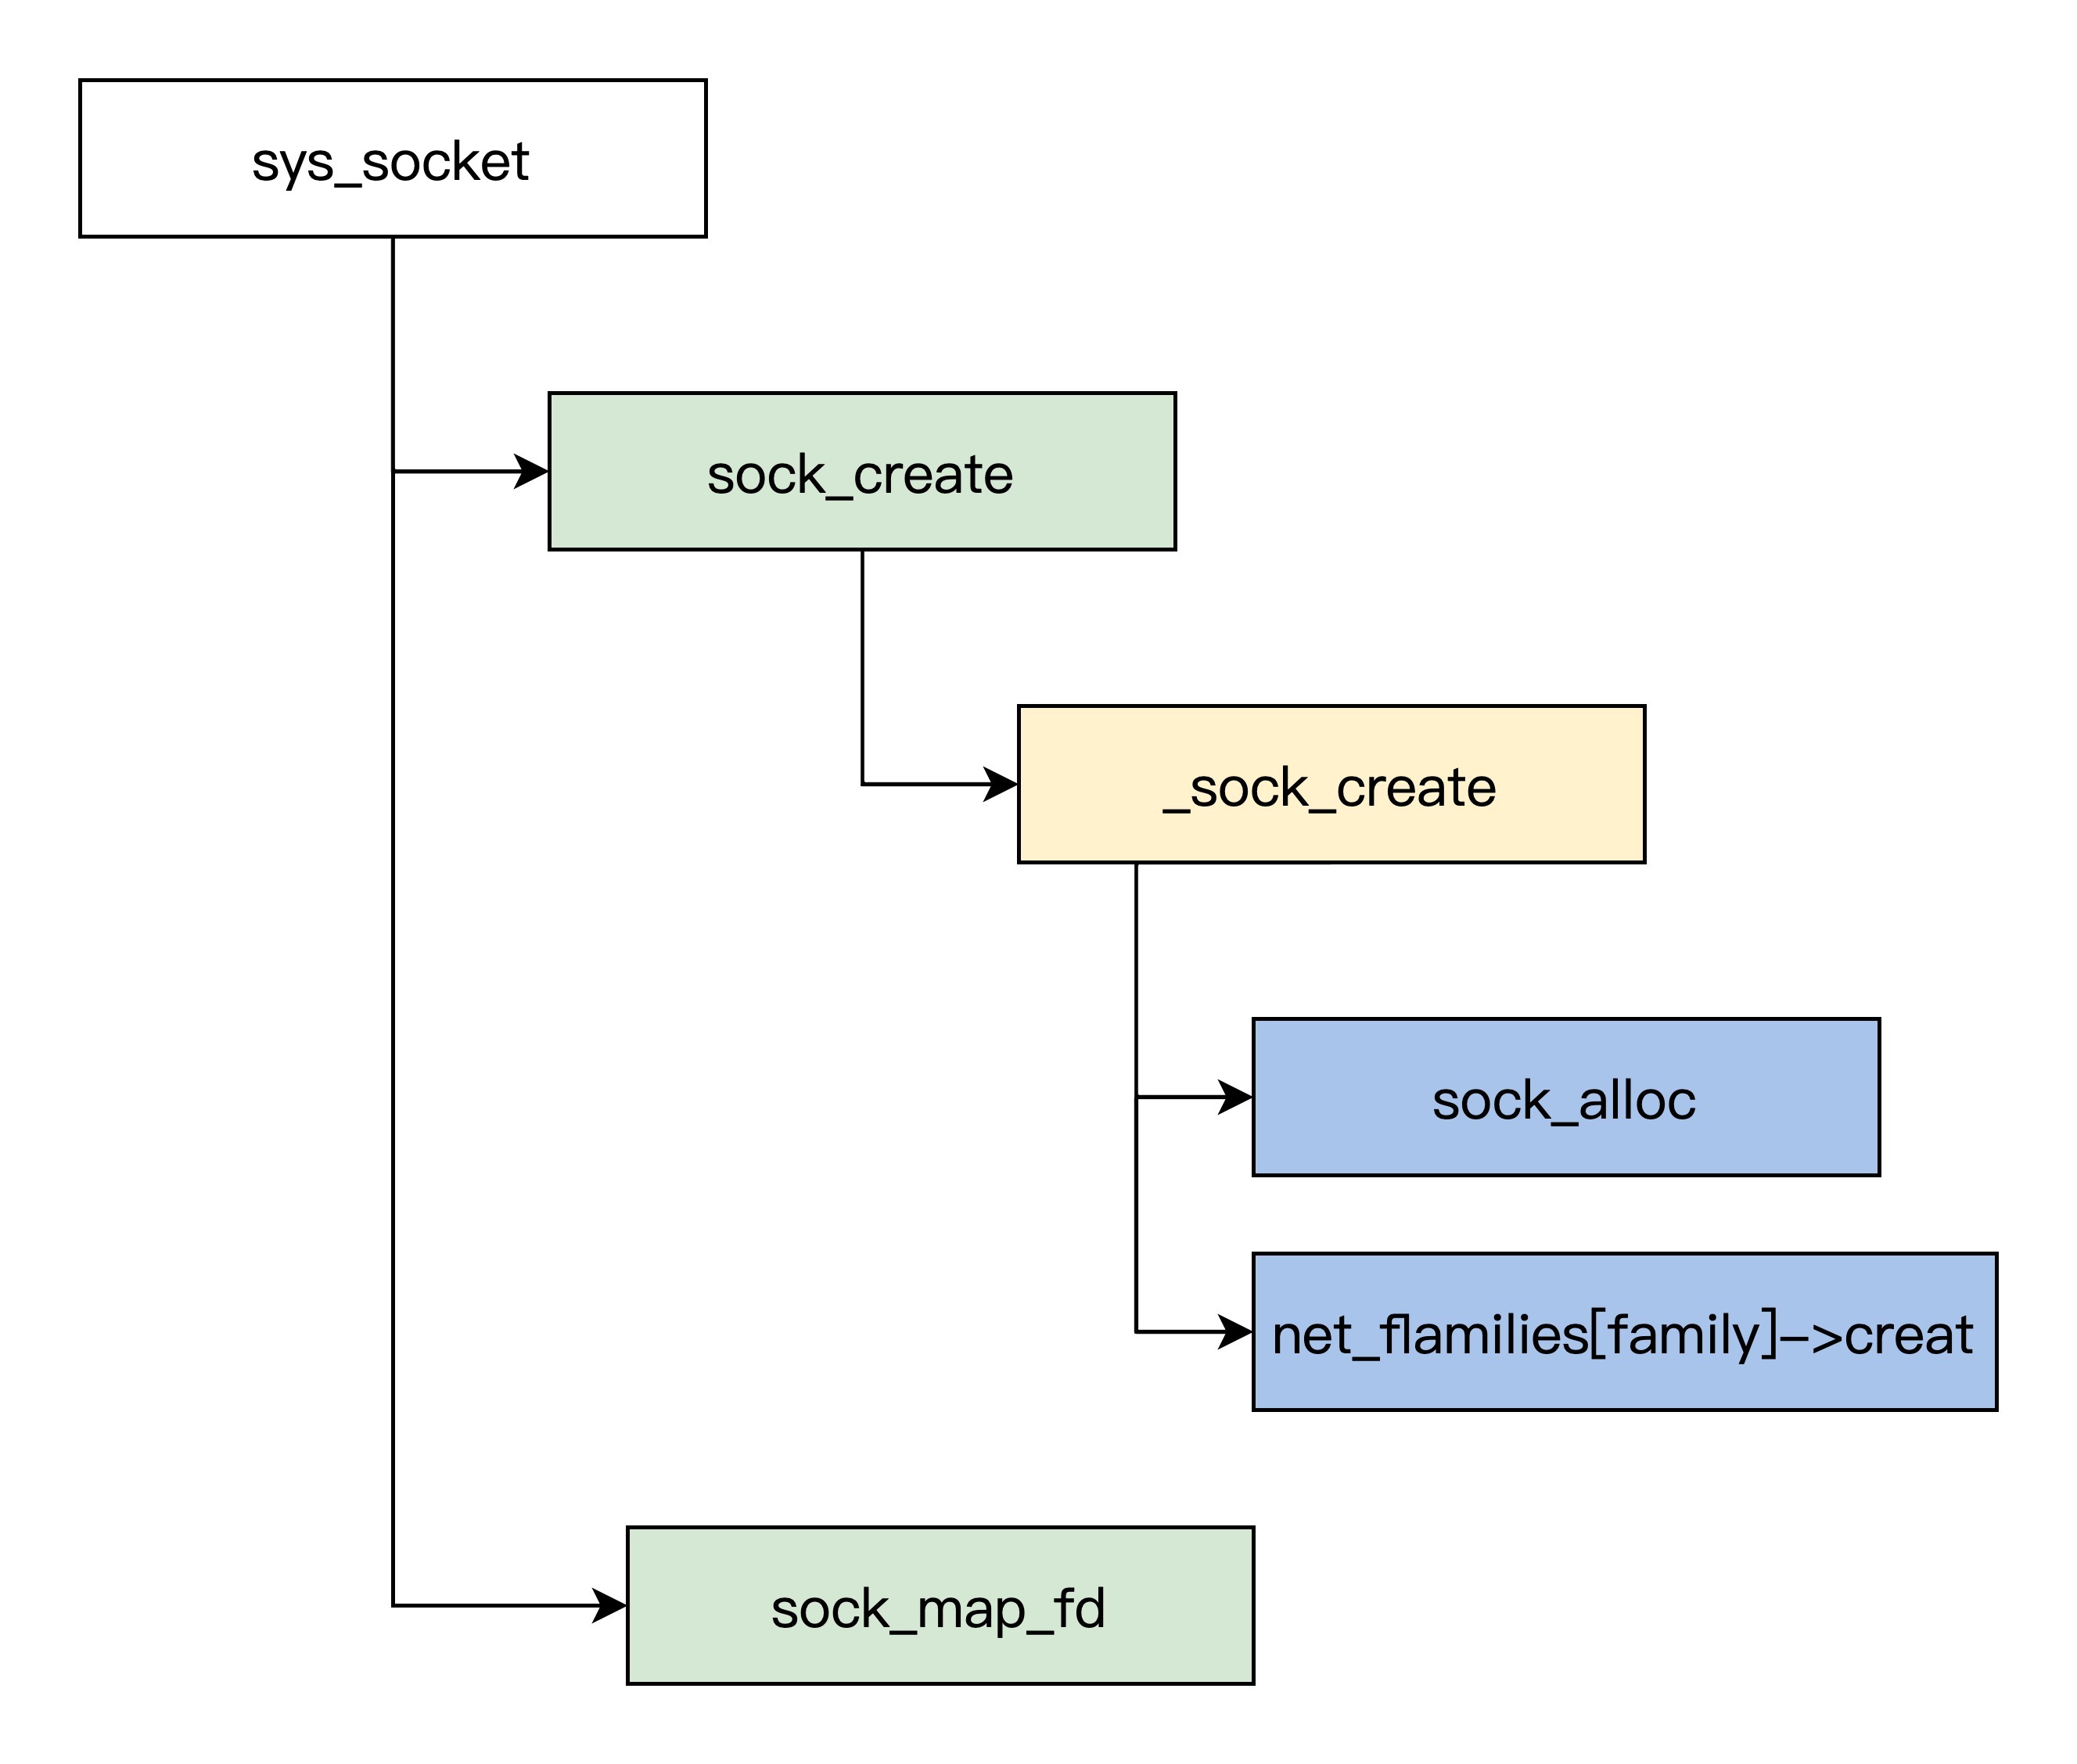 sys_socket
sock_create
_sock_create
sock_alloc
net_flamilies[family]->creat
sock_map_fd